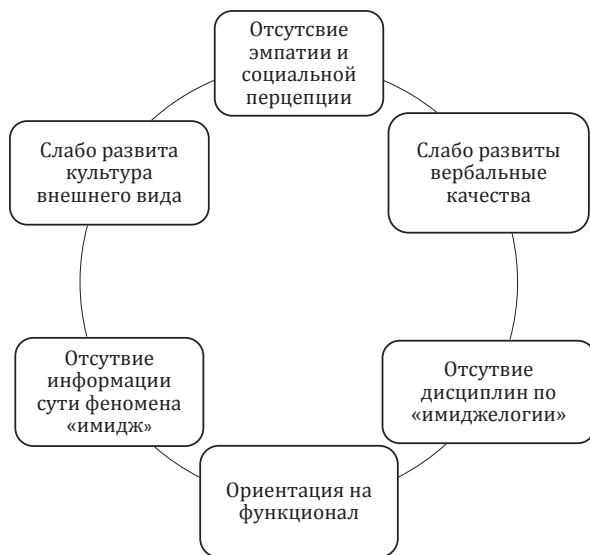 Отсутсвие
эмпатии и
социальной
перцепции
Слабо развиты
вербальные
качества
Отсутвие
дисциплин по
«имиджелогии»
Ориентация на
функционал
Отсутвие
информации
сути феномена
«имидж»
Слабо развита
культура
внешнего вида